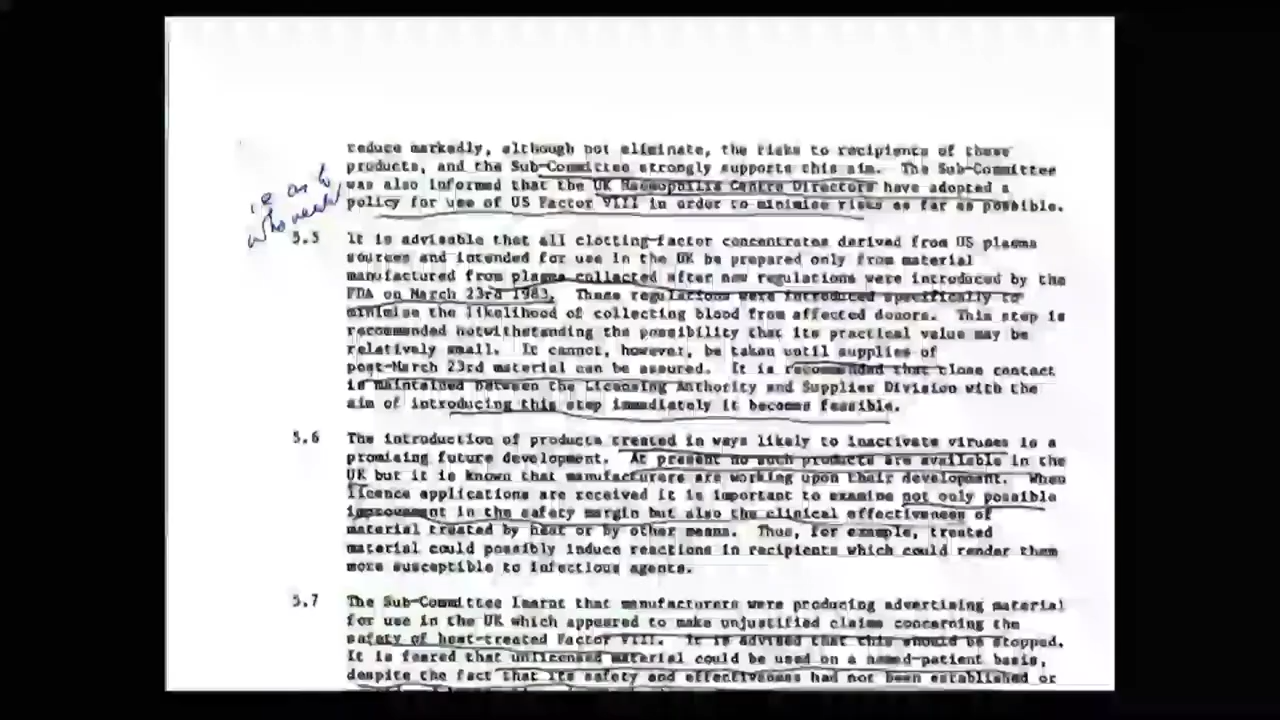 reduce markedly, although not eliminate, the risks to recipients of these
products, and the Sub-Committee strongly supports this aim. The Sub-Committee
was also informed that the UK Haemophilia Centre Directors have adopted a
policy for use of US Factor VIII in order to minimise risks as far as possible.
ie as to
who needs
5.5 It is advisable that all clotting-factor concentrates derived from US plasma
sources and intended for use in the UK be prepared only from material
manufactured from plasma collected after new regulations were introduced by the
FDA on March 23rd 1983. These regulations were introduced specifically to
minimise the likelihood of collecting blood from affected donors. This step is
recommended notwithstanding the possibility that its practical value may be
relatively small. It cannot, however, be taken until supplies of
post-March 23rd material can be assured. It is recommended that close contact
is maintained between the Licensing Authority and Supplies Division with the
aim of introducing this step immediately it becomes feasible.
5.6 The introduction of products treated in ways likely to inactivate viruses is a
promising future development. At present no such products are available in the
UK but it is known that manufacturers are working upon their development. When
licence applications are received it is important to examine not only possible
improvement in the safety margin but also the clinical effectiveness of
material treated by heat or by other means. Thus, for example, treated
material could possibly induce reactions in recipients which could render them
more susceptible to infectious agents.
5.7 The Sub-Committee learnt that manufacturers were producing advertising material
for use in the UK which appeared to make unjustified claims concerning the
safety of heat-treated Factor VIII. It is advised that this should be stopped.
It is feared that unlicensed material could be used on a named-patient basis,
despite the fact that its safety and effectiveness had not been established or